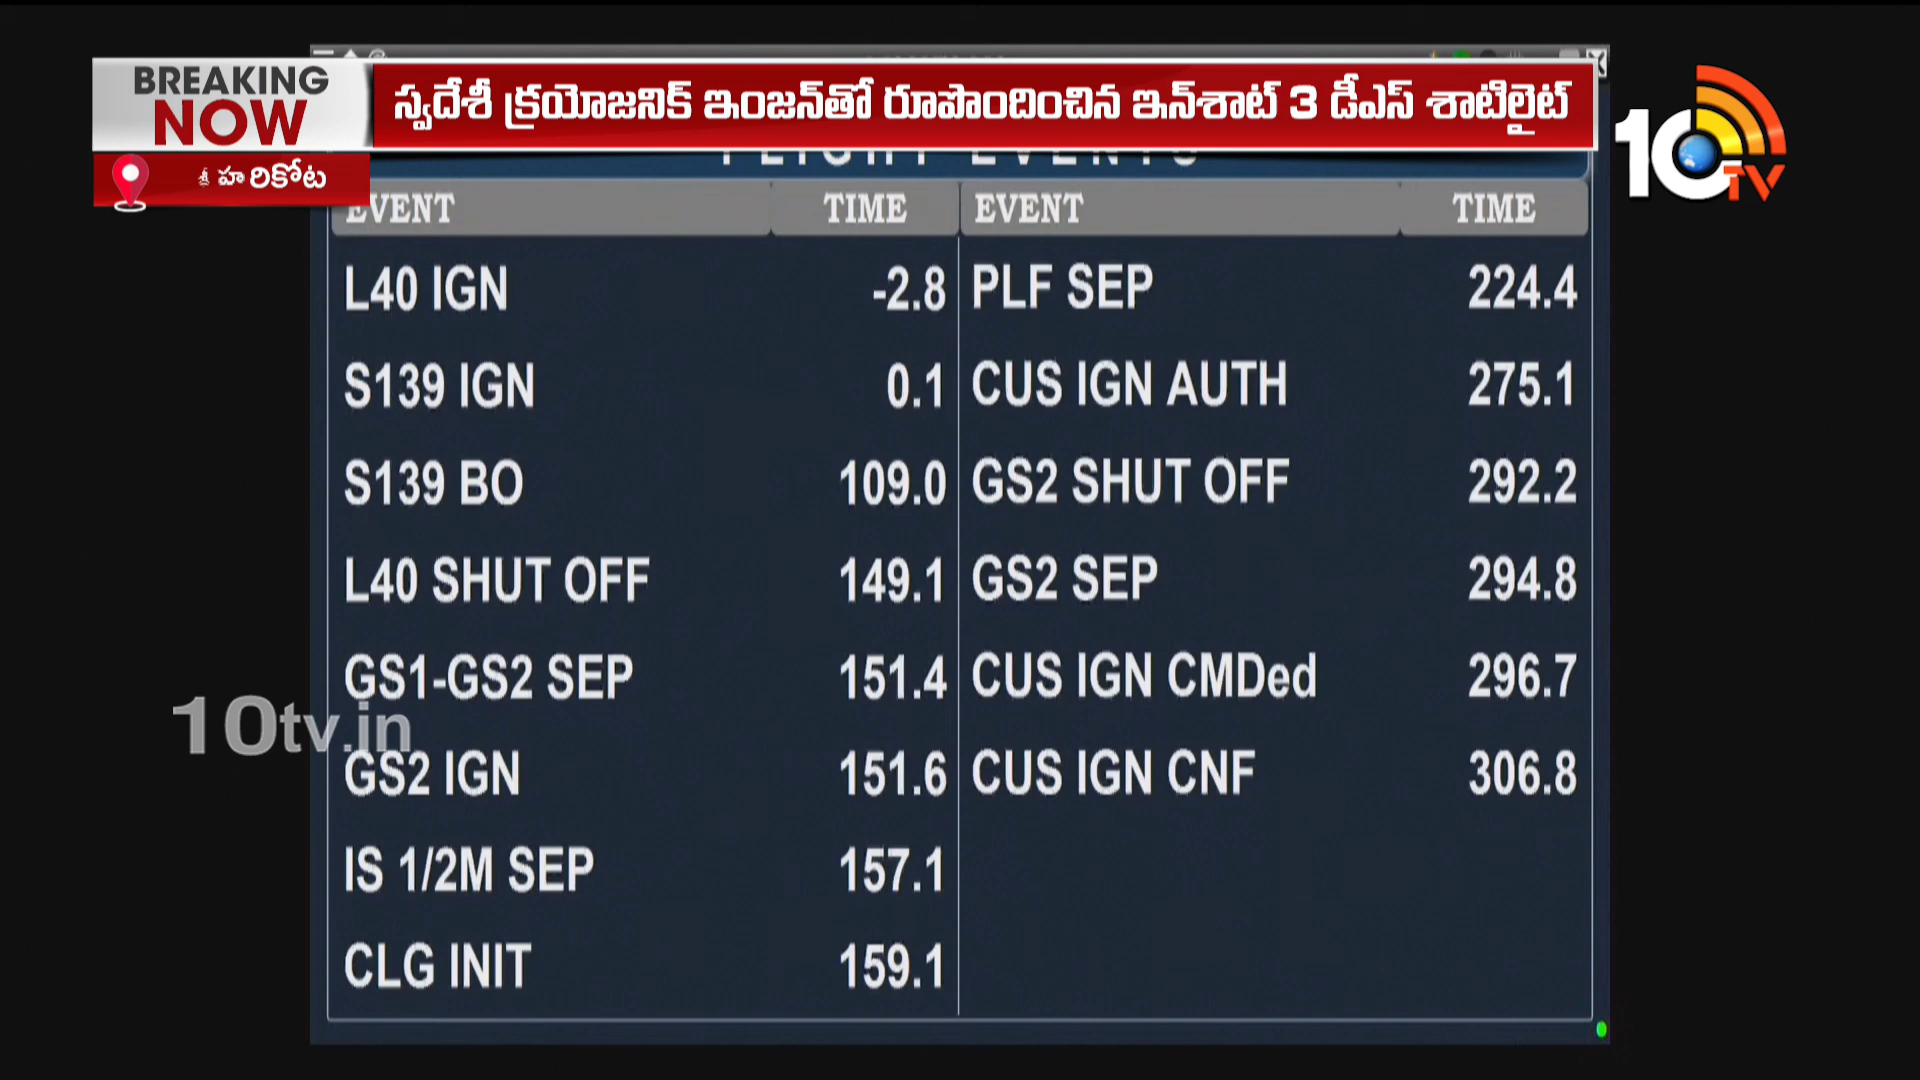 BREAKING
NOW
స్వదేశీ క్రయోజనిక్ ఇంజన్‌తో రూపొందించిన ఇన్‌శాట్ 3 డీఎస్ శాటిలైట్
శ్రీహరికోట
10TV
FLIGHT EVENTS
EVENT TIME EVENT TIME
L40 IGN -2.8 PLF SEP 224.4
S139 IGN 0.1 CUS IGN AUTH 275.1
S139 BO 109.0 GS2 SHUT OFF 292.2
L40 SHUT OFF 149.1 GS2 SEP 294.8
GS1-GS2 SEP 151.4 CUS IGN CMDed 296.7
10tv.in
GS2 IGN 151.6 CUS IGN CNF 306.8
IS 1/2M SEP 157.1
CLG INIT 159.1